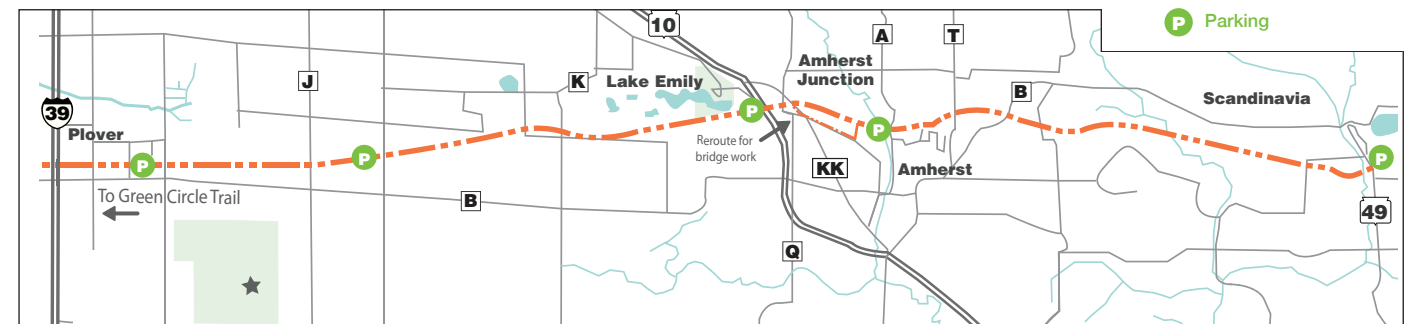 P Parking
10
A
T
Amherst
Junction
J
K
Lake Emily
B
Scandinavia
39
Plover
P
P
P
P
P
Reroute for
bridge work
KK
Amherst
To Green Circle Trail
B
49
Q